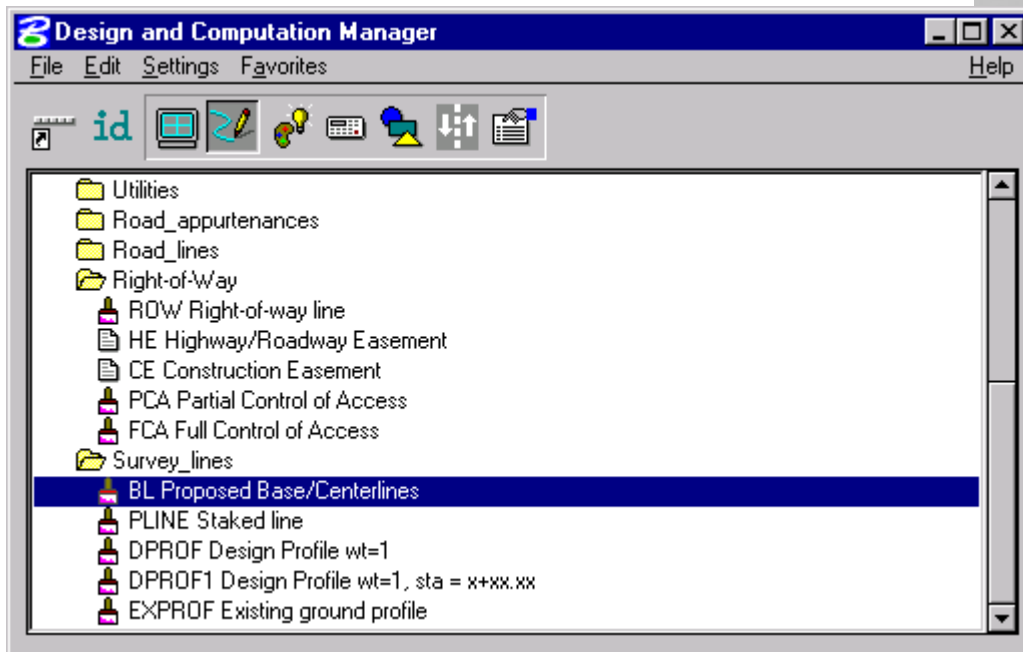 Design and Computation Manager
File Edit Settings Favorites Help
id
Utilities
Road_appurtenances
Road_lines
Right-of-Way
ROW Right-of-way line
HE Highway/Roadway Easement
CE Construction Easement
PCA Partial Control of Access
FCA Full Control of Access
Survey_lines
BL Proposed Base/Centerlines
PLINE Staked line
DPROF Design Profile wt=1
DPROF1 Design Profile wt=1, sta = x+xx.xx
EXPROF Existing ground profile